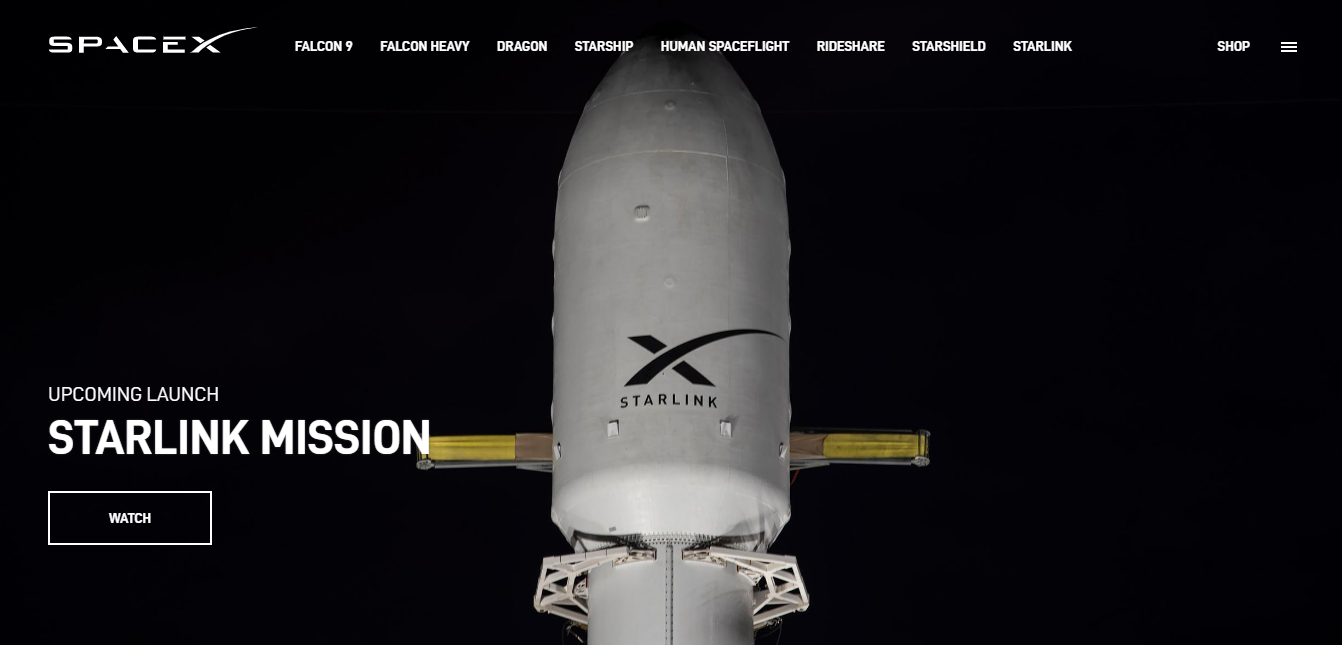 SPACEX
FALCON 9
FALCON HEAVY
DRAGON
STARSHIP
HUMAN SPACEFLIGHT
RIDESHARE
STARSHIELD
STARLINK
SHOP
X
STARLINK
UPCOMING LAUNCH
STARLINK MISSION
WATCH